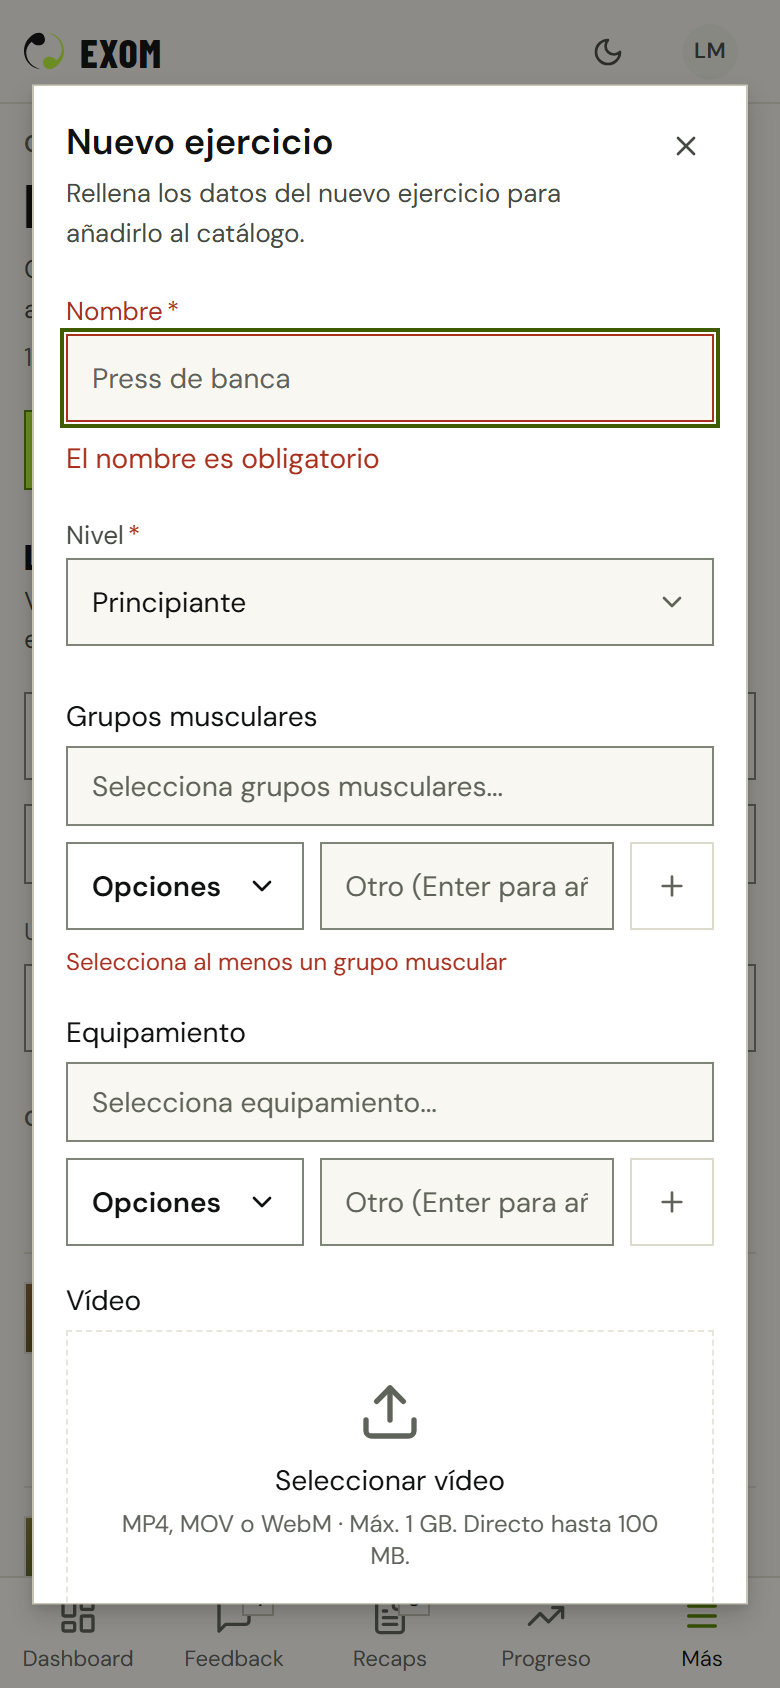 EXOM
LM
Nuevo ejercicio
Rellena los datos del nuevo ejercicio para
añadirlo al catálogo.
Nombre *
Press de banca
El nombre es obligatorio
Nivel *
Principiante
Grupos musculares
Selecciona grupos musculares...
Opciones
Otro (Enter para añ
Selecciona al menos un grupo muscular
Equipamiento
Selecciona equipamiento...
Opciones
Otro (Enter para añ
Vídeo
Seleccionar vídeo
MP4, MOV o WebM · Máx. 1 GB. Directo hasta 100
MB.
Dashboard
Feedback
Recaps
Progreso
Más